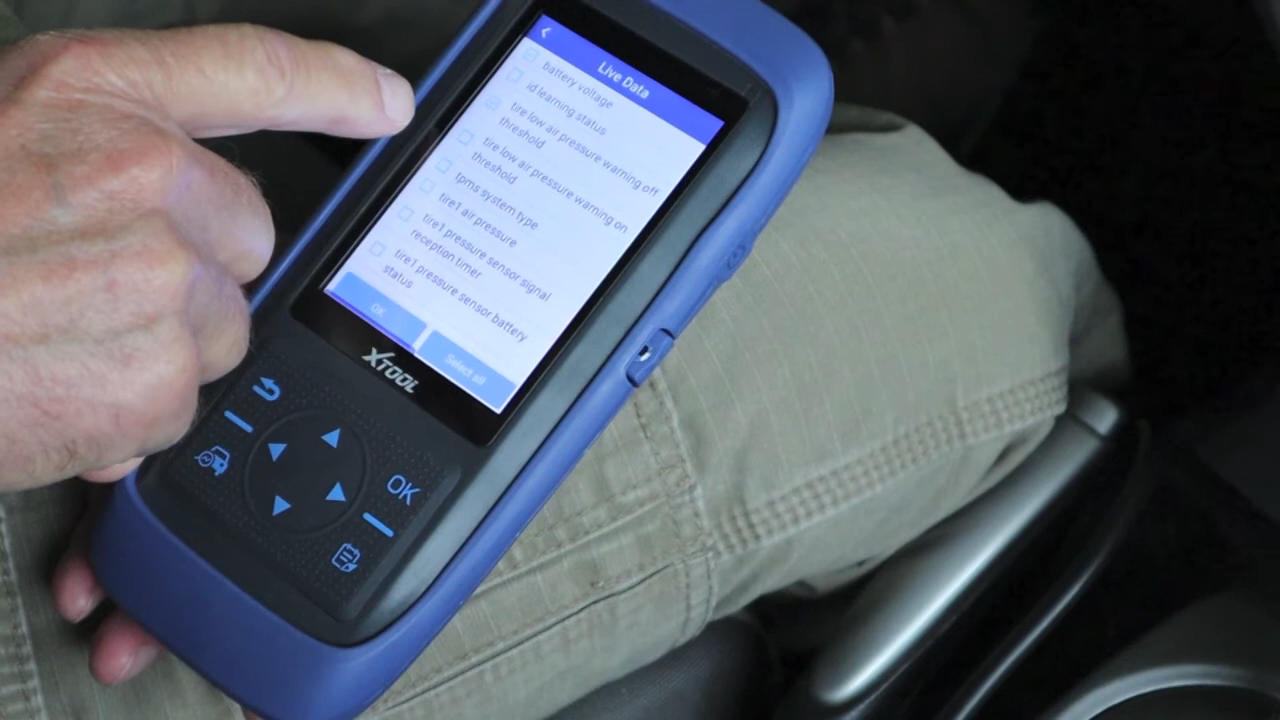 Live Data
battery voltage
id learning status
tire low air pressure warning off
threshold
tire low air pressure warning on
threshold
tpms system type
tire1 air pressure
tire1 pressure sensor signal
reception timer
tire1 pressure sensor battery
status
OK
Select all
XTOOL
OK